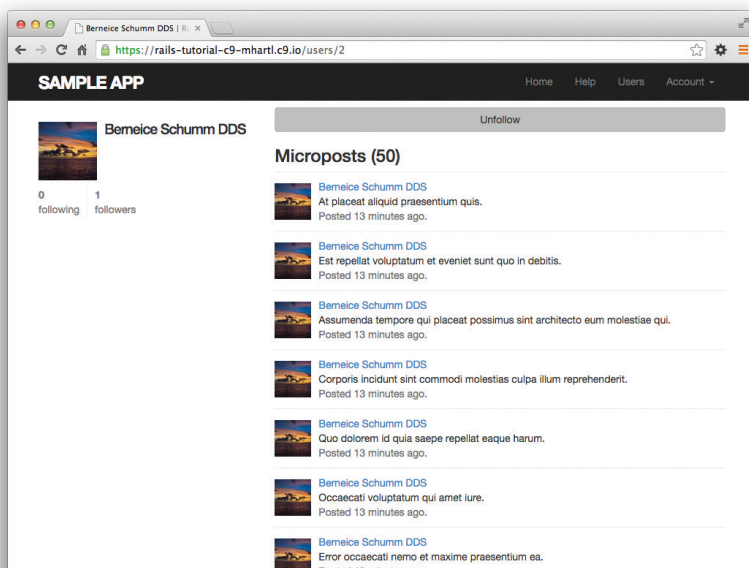 Berneice Schumm DDS | Ro
https://rails-tutorial-c9-mhartl.c9.io/users/2
SAMPLE APP
Home Help Users Account
Berneice Schumm DDS
0 following
1 followers
Unfollow
Microposts (50)
Berneice Schumm DDS
At placeat aliquid praesentium quis.
Posted 13 minutes ago.
Berneice Schumm DDS
Est repellat voluptatum et eveniet sunt quo in debitis.
Posted 13 minutes ago.
Berneice Schumm DDS
Assumenda tempore qui placeat possimus sint architecto eum molestiae qui.
Posted 13 minutes ago.
Berneice Schumm DDS
Corporis incidunt sint commodi molestias culpa illum reprehenderit.
Posted 13 minutes ago.
Berneice Schumm DDS
Quo dolorem id quia saepe repellat eaque harum.
Posted 13 minutes ago.
Berneice Schumm DDS
Occaecati voluptatum qui amet iure.
Posted 13 minutes ago.
Berneice Schumm DDS
Error occaecati nemo et maxime praesentium ea.